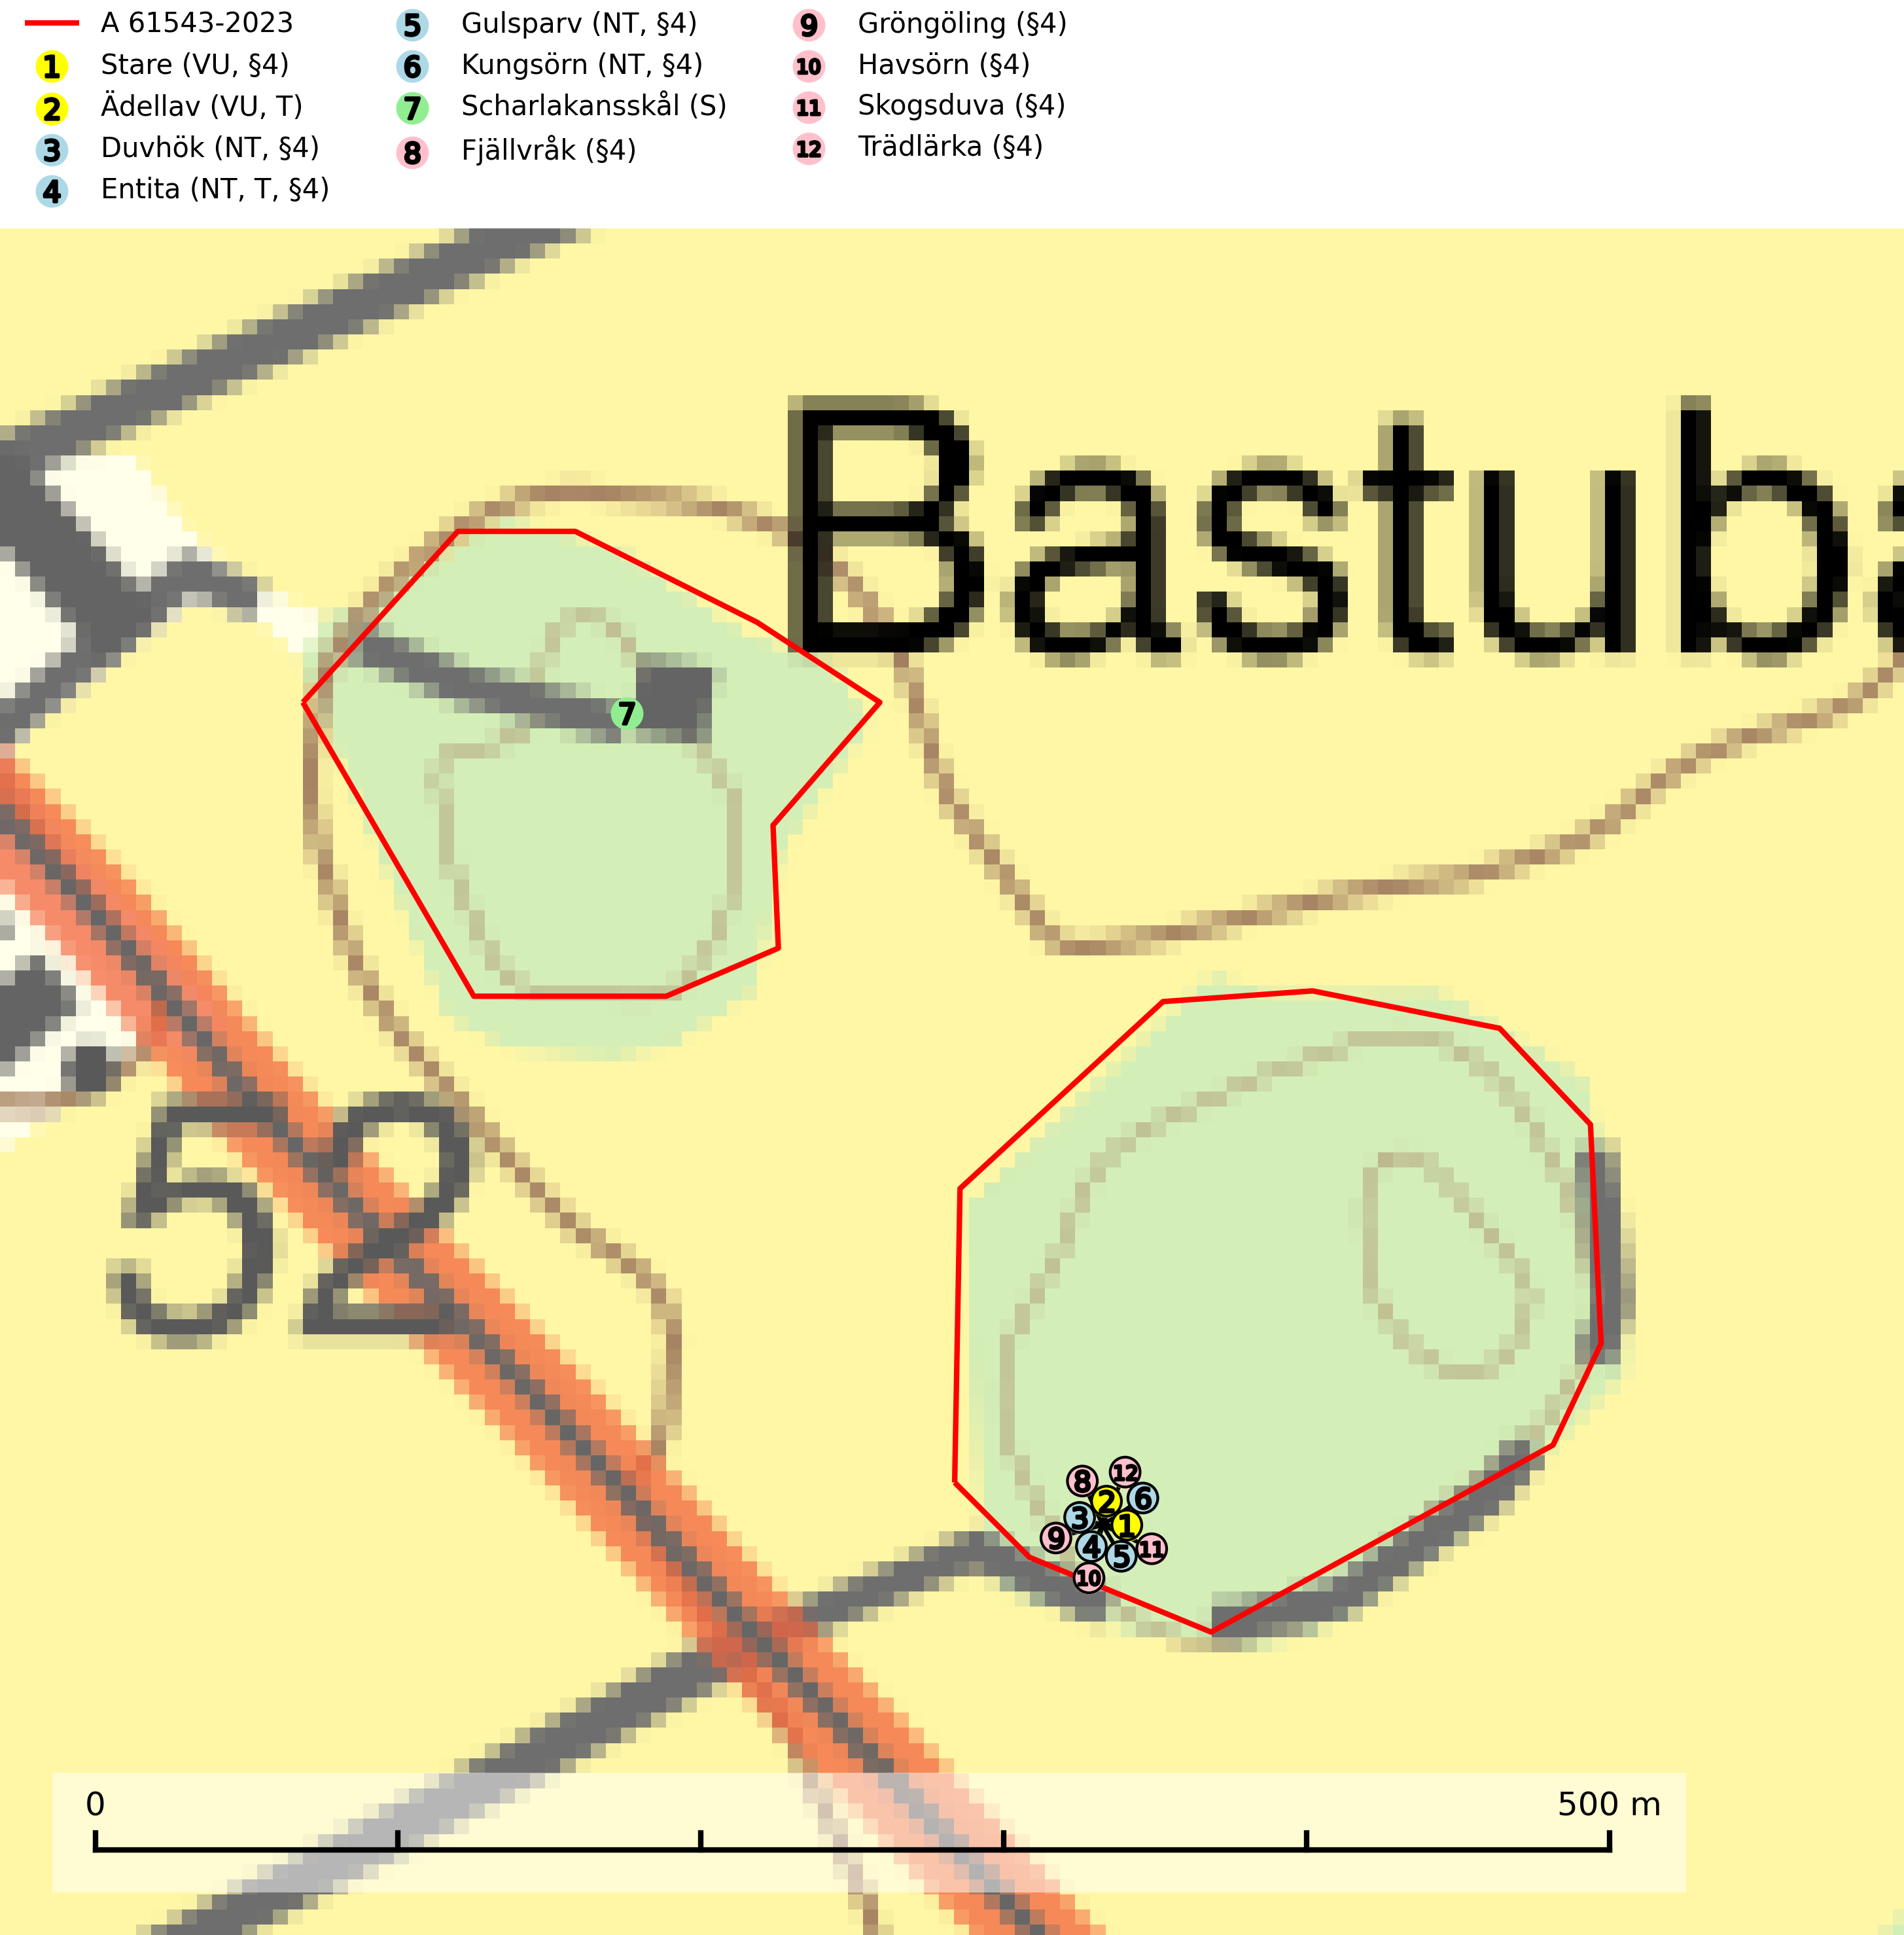 A 61543-2023
1 Stare (VU, §4)
2 Ädellav (VU, T)
3 Duvhök (NT, §4)
4 Entita (NT, T, §4)
5 Gulsparv (NT, §4)
6 Kungsörn (NT, §4)
7 Scharlakansskål (S)
8 Fjällvråk (§4)
9 Gröngöling (§4)
10 Havsörn (§4)
11 Skogsduva (§4)
12 Trädlärka (§4)
Bastub
7
52
8 12
2 6
3 1
9 4 5 11
10
0 500 m